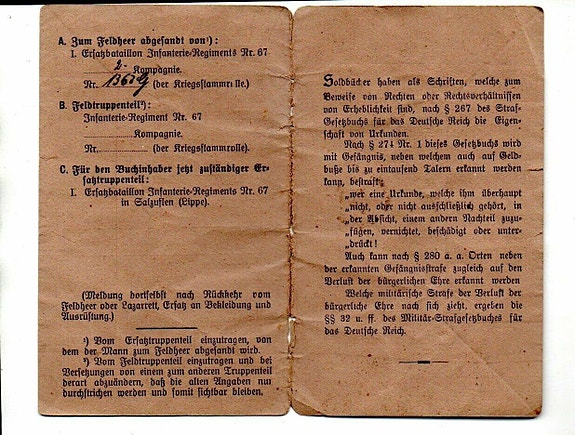 A. Zum Feldheer abgesandt von¹):
I. Ersatzbataillon Infanterie-Regiments Nr. 67
2. Kompagnie.
Nr. (der Kriegsstammrolle.)
B. Feldtruppenteil²):
Infanterie-Regiment Nr. 67
Kompagnie.
Nr. (der Kriegsstammrolle).
C. Für den Buchinhaber jetzt zuständiger Er-
satztruppenteil:
I. Ersatzbataillon Infanterie-Regiments Nr. 67
in Salzuflen (Lippe).
(Meldung dortselbst nach Rückkehr vom
Feldheer oder Lazarett, Ersatz an Bekleidung und
Ausrüstung.)
¹) Vom Ersatztruppenteil einzutragen, von
dem der Mann zum Feldheer abgesandt wird.
²) Vom Feldtruppenteil einzutragen und bei
Versetzungen von einem zum anderen Truppenteil
derart abzuändern, daß die alten Angaben nur
durchstrichen werden und somit sichtbar bleiben.
Soldbücher haben als Schriften, welche zum
Beweise von Rechten oder Rechtsverhältnissen
von Erheblichkeit sind, nach § 267 des Straf-
Gesetzbuchs für das Deutsche Reich die Eigen-
schaft von Urkunden.
Nach § 274 Nr. 1 dieses Gesetzbuchs wird
mit Gefängnis, neben welchem auch auf Geld-
buße bis zu eintausend Talern erkannt werden
kann, bestraft:
„wer eine Urkunde, welche ihm überhaupt
„nicht, oder nicht ausschließlich gehört, in
„der Absicht, einem andern Nachteil zuzu-
„fügen, vernichtet, beschädigt oder unter-
„drückt!
Auch kann nach § 280 a. a. Orten neben
der erkannten Gefängnisstrafe zugleich auf den
Verlust der bürgerlichen Ehre erkannt werden
Welche militärische Strafe der Verlust der
bürgerliche Ehre nach sich zieht, ergeben die
§§ 32 u. ff. des Militär-Strafgesetzbuches für
das Deutsche Reich.